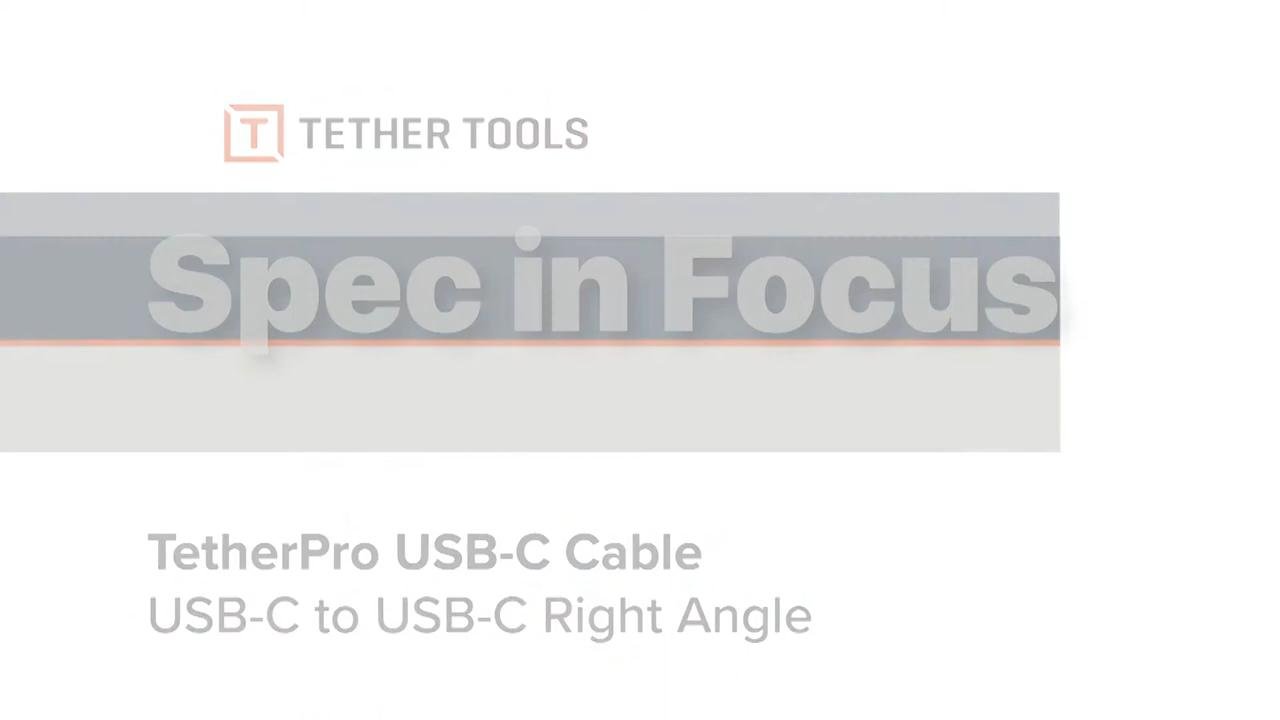 T TETHER TOOLS
Spec in Focus
TetherPro USB-C Cable
USB-C to USB-C Right Angle